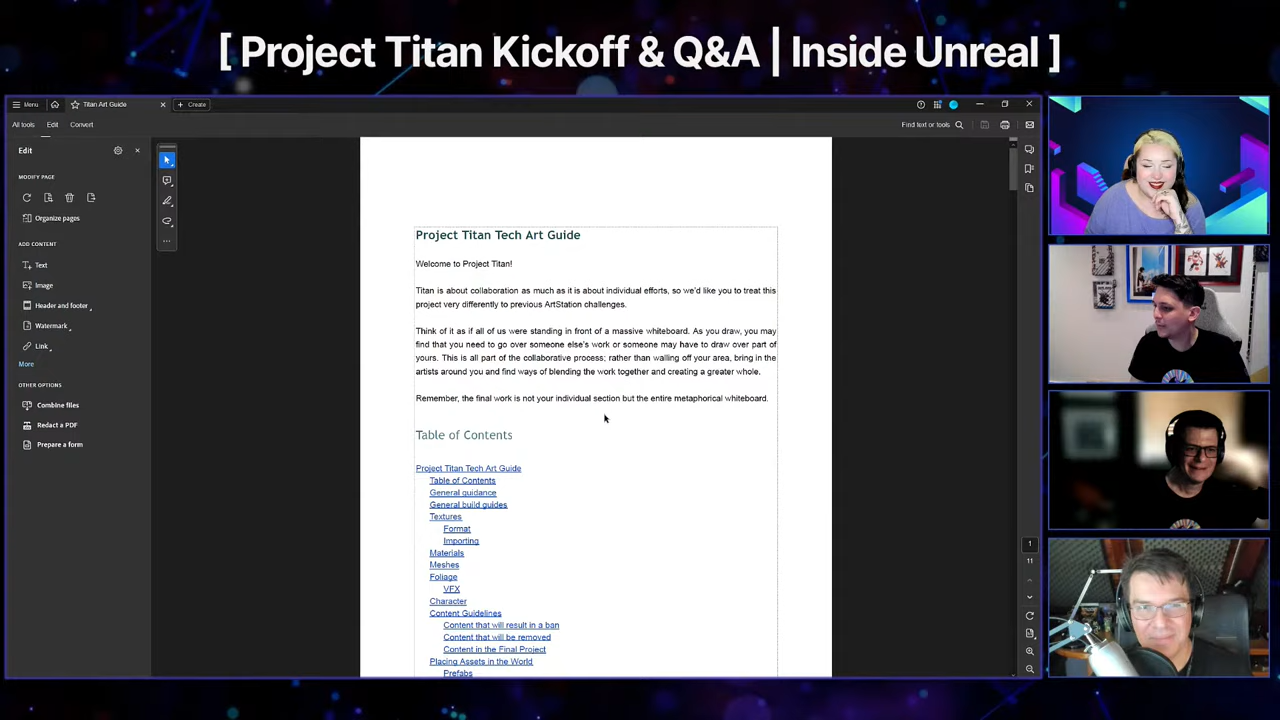 [ Project Titan Kickoff & Q&A | Inside Unreal ]
Menu
Titan Art Guide
Create
All tools
Edit
Convert
Find text or tools
Edit
MODIFY PAGE
Organize pages
ADD CONTENT
Text
Image
Header and footer
Watermark
Link
More
OTHER OPTIONS
Combine files
Redact a PDF
Prepare a form
Project Titan Tech Art Guide
Welcome to Project Titan!
Titan is about collaboration as much as it is about individual efforts, so we'd like you to treat this
project very differently to previous ArtStation challenges.
Think of it as if all of us were standing in front of a massive whiteboard. As you draw, you may
find that you need to go over someone else's work or someone may have to draw over part of
yours. This is all part of the collaborative process; rather than walling off your area, bring in the
artists around you and find ways of blending the work together and creating a greater whole.
Remember, the final work is not your individual section but the entire metaphorical whiteboard.
Table of Contents
Project Titan Tech Art Guide
Table of Contents
General guidance
General build guides
Textures
Format
Importing
Materials
Meshes
Foliage
VFX
Character
Content Guidelines
Content that will result in a ban
Content that will be removed
Content in the Final Project
Placing Assets in the World
Prefabs
1
11